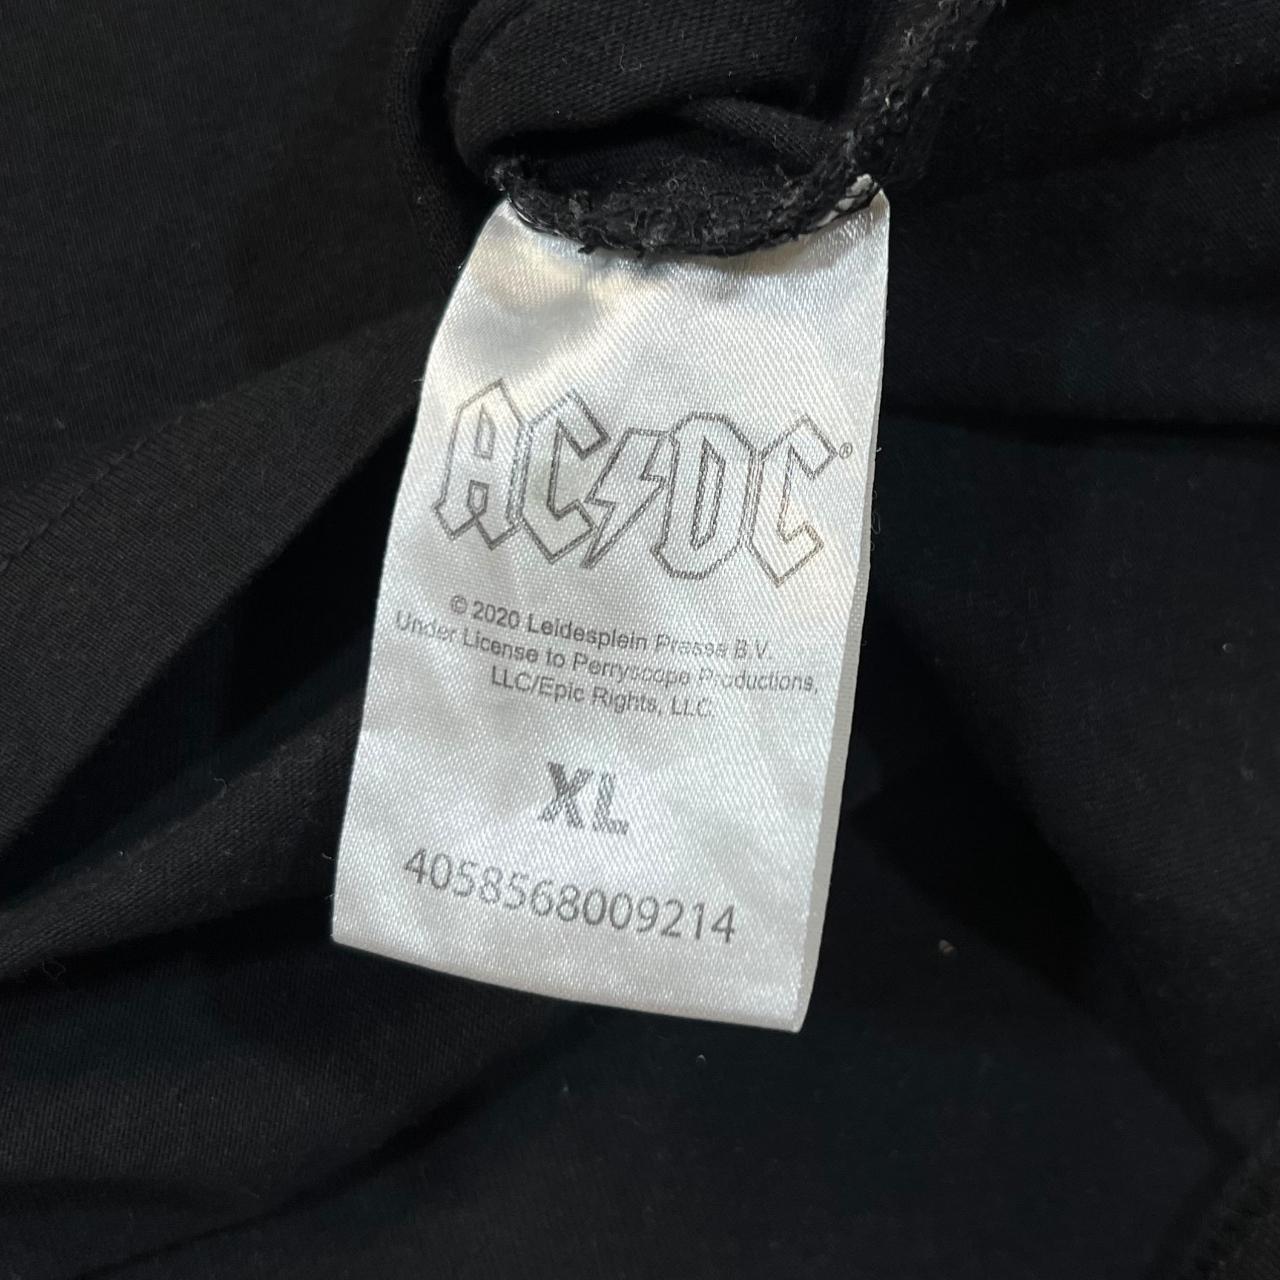 AC⚡DC®
© 2020 Leidesplein Presse B.V.
Under License to Perryscope Productions,
LLC/Epic Rights, LLC.
XL
4058568009214